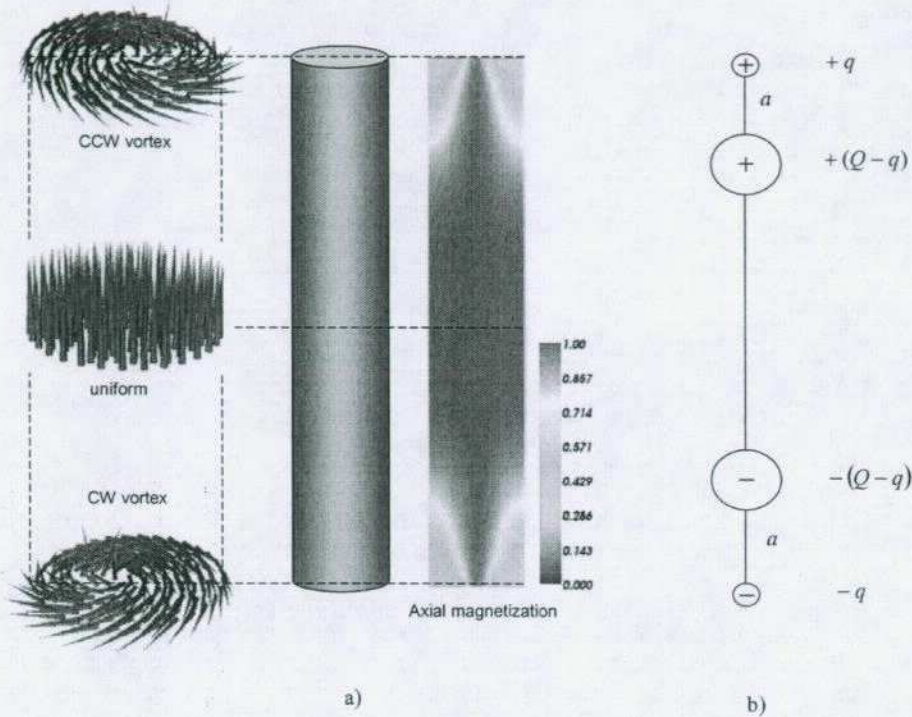 CCW vortex
uniform
CW vortex
1.00
0.857
0.714
0.571
0.429
0.286
0.143
0.000
Axial magnetization
a)
+
+q
a
+
+(Q−q)
−
−(Q−q)
a
−
−q
b)